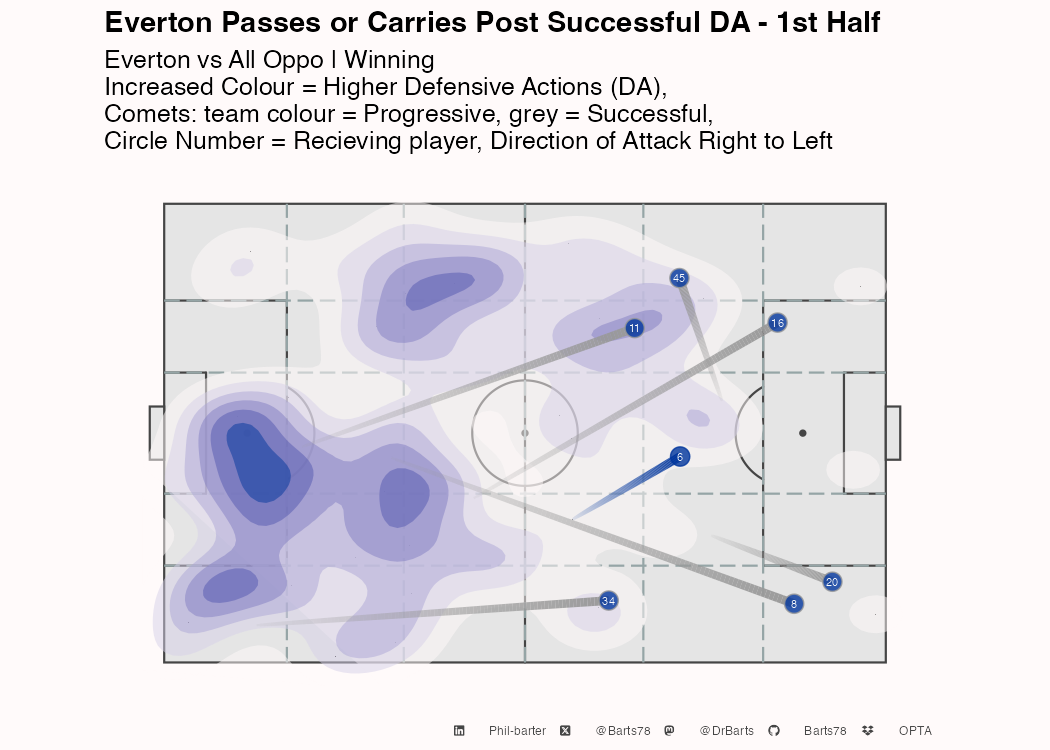 Everton Passes or Carries Post Successful DA - 1st Half
Everton vs All Oppo | Winning
Increased Colour = Higher Defensive Actions (DA),
Comets: team colour = Progressive, grey = Successful,
Circle Number = Recieving player, Direction of Attack Right to Left
45
16
11
6
20
34
8
Phil-barter @Barts78 @DrBarts Barts78 OPTA